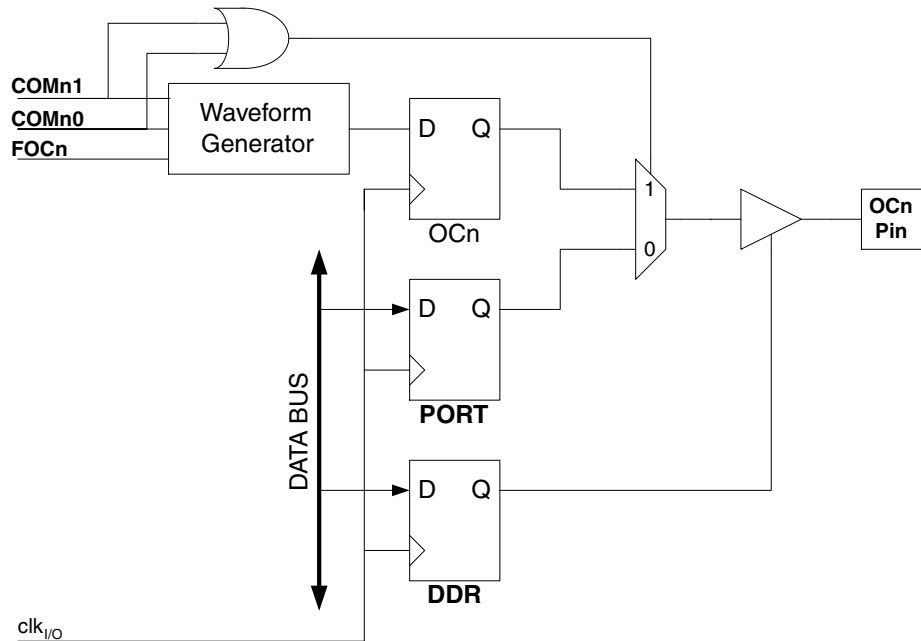 COMn1
COMn0
FOCn
Waveform
Generator
D Q
OCn
1
0
OCn
Pin
D Q
PORT
DATA BUS
D Q
DDR
clkI/O